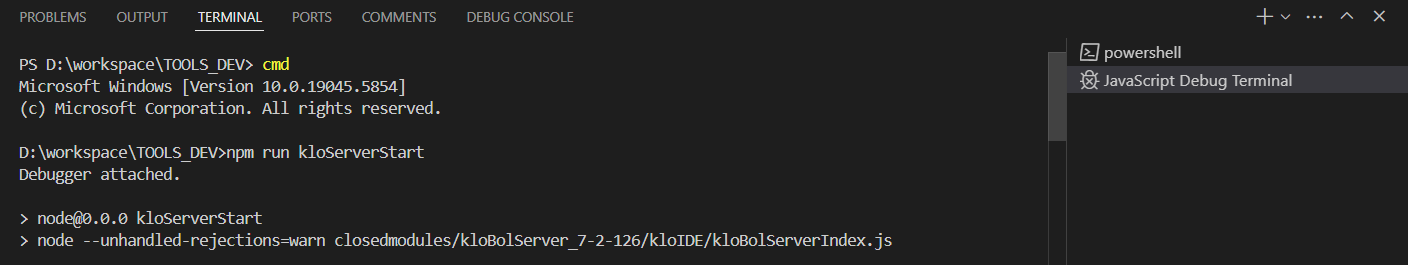 PROBLEMS OUTPUT TERMINAL PORTS COMMENTS DEBUG CONSOLE
PS D:\workspace\TOOLS_DEV> cmd
Microsoft Windows [Version 10.0.19045.5854]
(c) Microsoft Corporation. All rights reserved.
D:\workspace\TOOLS_DEV>npm run kloServerStart
Debugger attached.
> node@0.0.0 kloServerStart
> node --unhandled-rejections=warn closedmodules/kloBolServer_7-2-126/kloIDE/kloBolServerIndex.js
powershell
JavaScript Debug Terminal